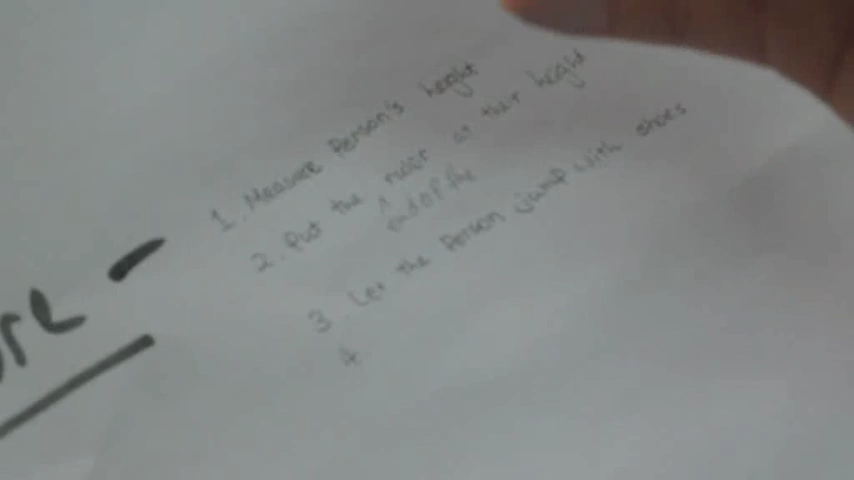 1. Measure Person's height
2. Put the ruler at their height
^
end of the
3 Let the Person jump with shoes
4